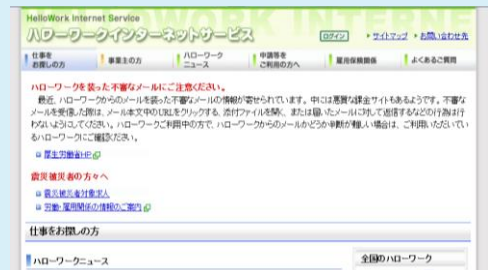 HelloWork Internet Service
ハローワークインターネットサービス
ログイン
サイトマップ
お問い合わせ先
仕事を
お探しの方
事業主の方
ハローワーク
ニュース
申請等を
ご利用の方へ
雇用保険関係
よくあるご質問
ハローワークを装った不審なメールにご注意ください。
最近、ハローワークからのメールを装った不審なメールの情報が寄せられています。中には悪質な課金サイトもあるようです。不審な
メールを受信した際は、メール本文中のURLをクリックする、添付ファイルを開く、または届いたメールに対して返信するなどの行為は行
わないようにしてください。ハローワークご利用中の方で、ハローワークからのメールかどうか判断が難しい場合は、ご利用いただいてい
るハローワークにご確認ください。
厚生労働省HP
震災被災者の方々へ
震災被災者対象求人
労働・雇用関係の情報のご案内
仕事をお探しの方
ハローワークニュース
全国のハローワーク